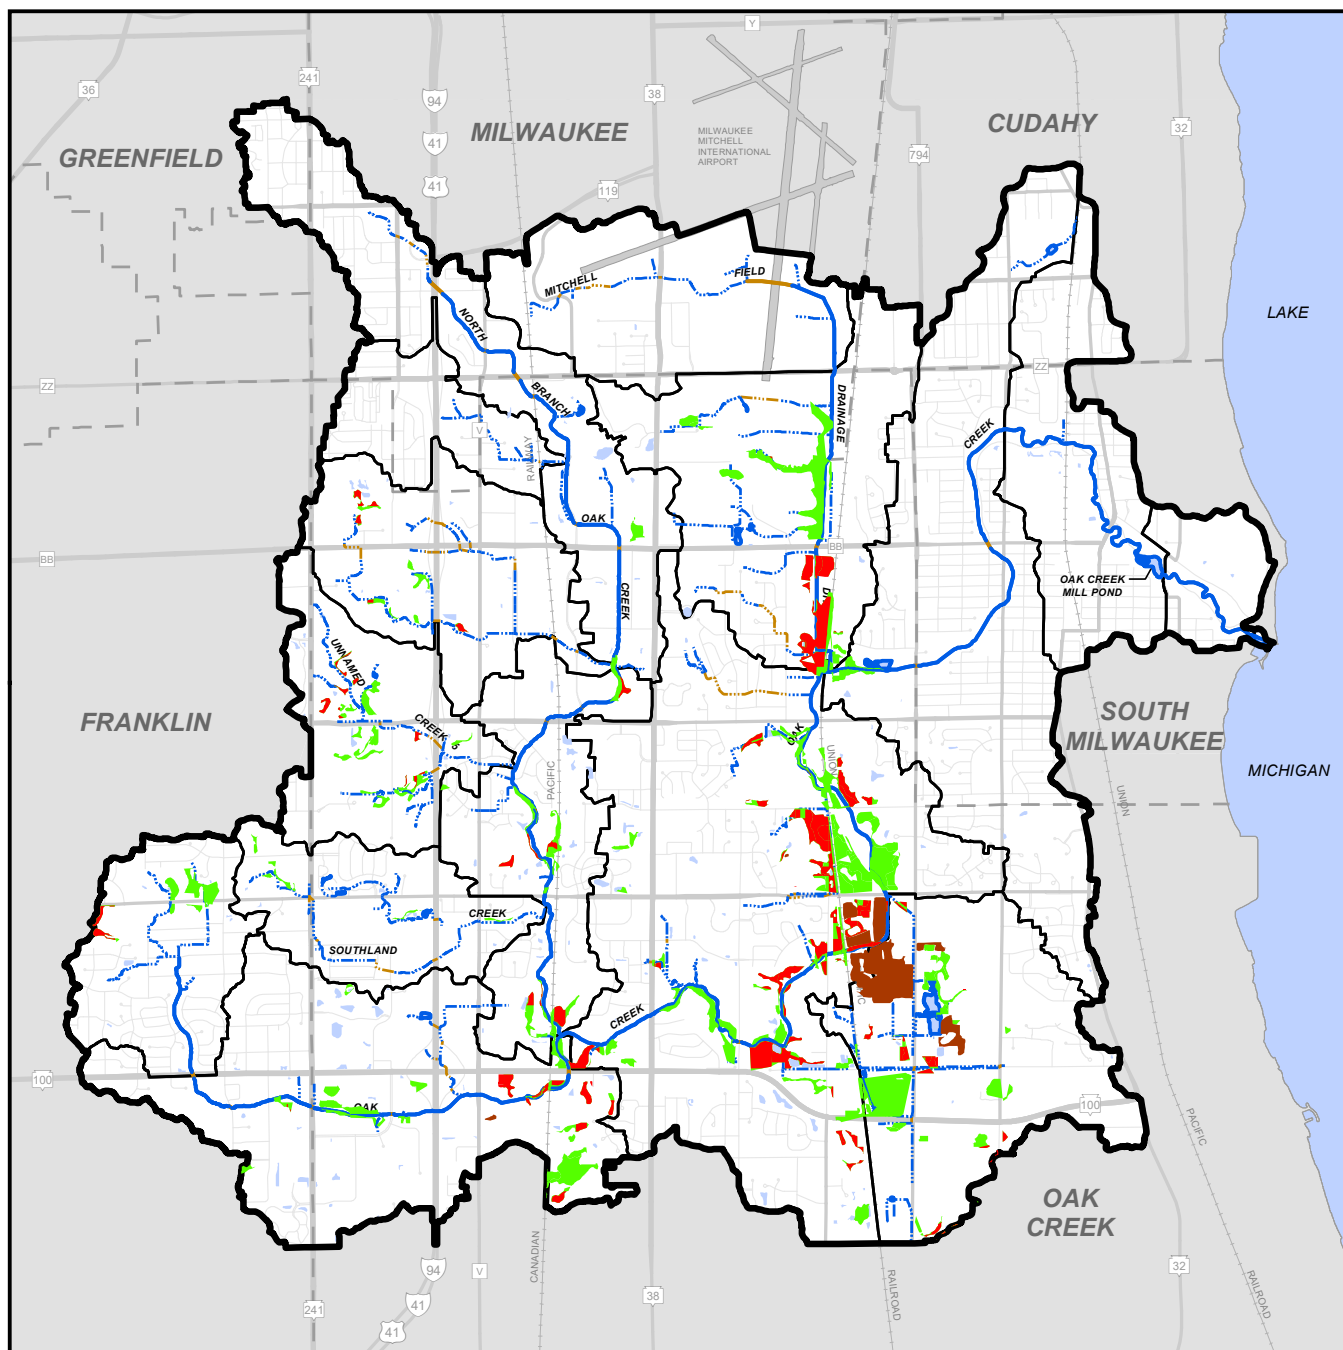 Y
36
241
94
38
MILWAUKEE
CUDAHY
41
MILWAUKEE
MITCHELL
INTERNATIONAL
AIRPORT
32
794
GREENFIELD
41
119
MITCHELL
FIELD
LAKE
NORTH
ZZ
ZZ
BRANCH
DRAINAGE
V
CREEK
RAILWAY
OAK
BB
BB
OAK CREEK
MILL POND
CREEK
D
UNNAMED
FRANKLIN
SOUTH
MILWAUKEE
CREEK 5
OAK
UNION
MICHIGAN
PACIFIC
UNION
CREEK
SOUTHLAND
CREEK
100
OAK
100
PACIFIC
OAK
CREEK
CANADIAN
94
V
32
RAILROAD
RAILROAD
241
41
38
41